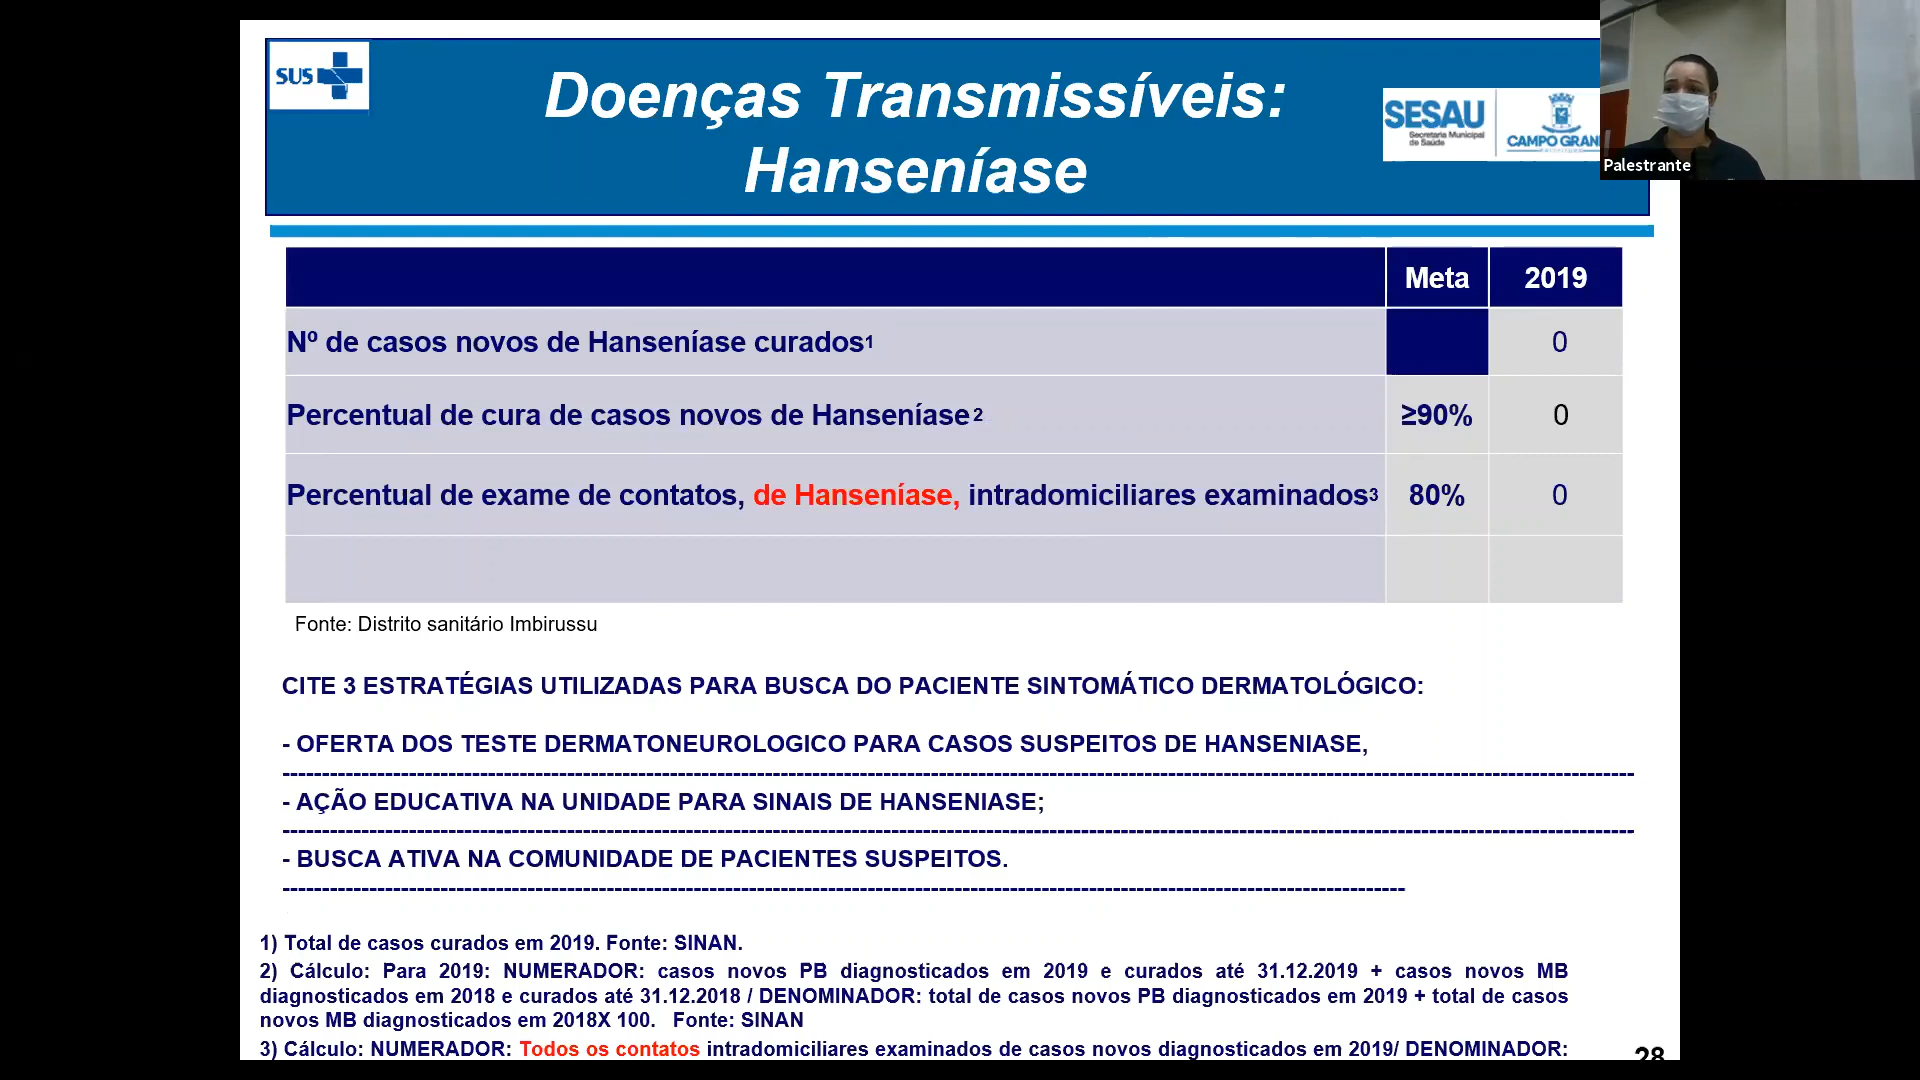 SUS
Doenças Transmissíveis:
Hanseníase
SESAU
Secretaria Municipal
de Saúde
CAMPO GRAN
Palestrante
Meta 2019
Nº de casos novos de Hanseníase curados1 0
Percentual de cura de casos novos de Hanseníase 2 ≥90% 0
Percentual de exame de contatos, de Hanseníase, intradomiciliares examinados3 80% 0
Fonte: Distrito sanitário Imbirussu
CITE 3 ESTRATÉGIAS UTILIZADAS PARA BUSCA DO PACIENTE SINTOMÁTICO DERMATOLÓGICO:
- OFERTA DOS TESTE DERMATONEUROLOGICO PARA CASOS SUSPEITOS DE HANSENIASE,
- AÇÃO EDUCATIVA NA UNIDADE PARA SINAIS DE HANSENIASE;
- BUSCA ATIVA NA COMUNIDADE DE PACIENTES SUSPEITOS.
1) Total de casos curados em 2019. Fonte: SINAN.
2) Cálculo: Para 2019: NUMERADOR: casos novos PB diagnosticados em 2019 e curados até 31.12.2019 + casos novos MB
diagnosticados em 2018 e curados até 31.12.2018 / DENOMINADOR: total de casos novos PB diagnosticados em 2019 + total de casos
novos MB diagnosticados em 2018X 100. Fonte: SINAN
3) Cálculo: NUMERADOR: Todos os contatos intradomiciliares examinados de casos novos diagnosticados em 2019/ DENOMINADOR:
28